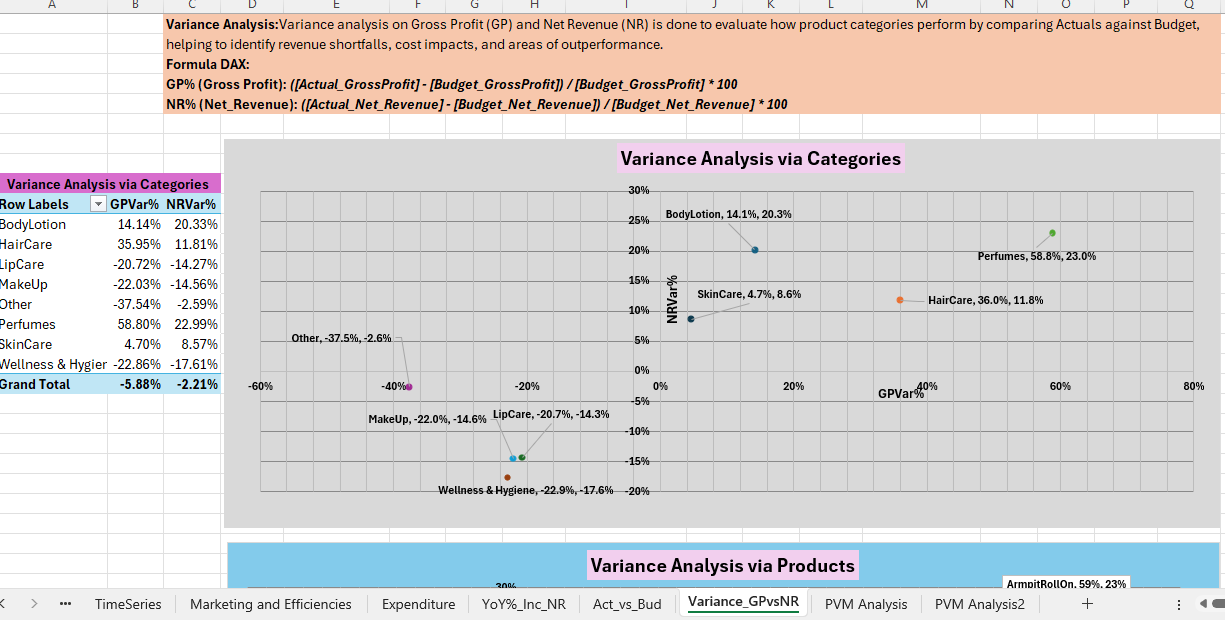 A B C D E F G H I J K L M N O P Q
Variance Analysis:Variance analysis on Gross Profit (GP) and Net Revenue (NR) is done to evaluate how product categories perform by comparing Actuals against Budget,
helping to identify revenue shortfalls, cost impacts, and areas of outperformance.
Formula DAX:
GP% (Gross Profit): ([Actual_GrossProfit] - [Budget_GrossProfit]) / [Budget_GrossProfit] * 100
NR% (Net_Revenue): ([Actual_Net_Revenue] - [Budget_Net_Revenue]) / [Budget_Net_Revenue] * 100
Variance Analysis via Categories
Row Labels GPVar% NRVar%
BodyLotion 14.14% 20.33%
HairCare 35.95% 11.81%
LipCare -20.72% -14.27%
MakeUp -22.03% -14.56%
Other -37.54% -2.59%
Perfumes 58.80% 22.99%
SkinCare 4.70% 8.57%
Wellness & Hygier -22.86% -17.61%
Grand Total -5.88% -2.21%
Variance Analysis via Categories
30%
25%
20%
15%
10%
5%
0%
-5%
-10%
-15%
-20%
NRVar%
BodyLotion, 14.1%, 20.3%
Perfumes, 58.8%, 23.0%
SkinCare, 4.7%, 8.6%
HairCare, 36.0%, 11.8%
Other, -37.5%, -2.6%
-60% -40% -20% 0% 20% 40% 60% 80%
GPVar%
MakeUp, -22.0%, -14.6%
LipCare, -20.7%, -14.3%
Wellness & Hygiene, -22.9%, -17.6%
Variance Analysis via Products
30%
ArmpitRollOn, 59%, 23%
TimeSeries Marketing and Efficiencies Expenditure YoY%_Inc_NR Act_vs_Bud Variance_GPvsNR PVM Analysis PVM Analysis2